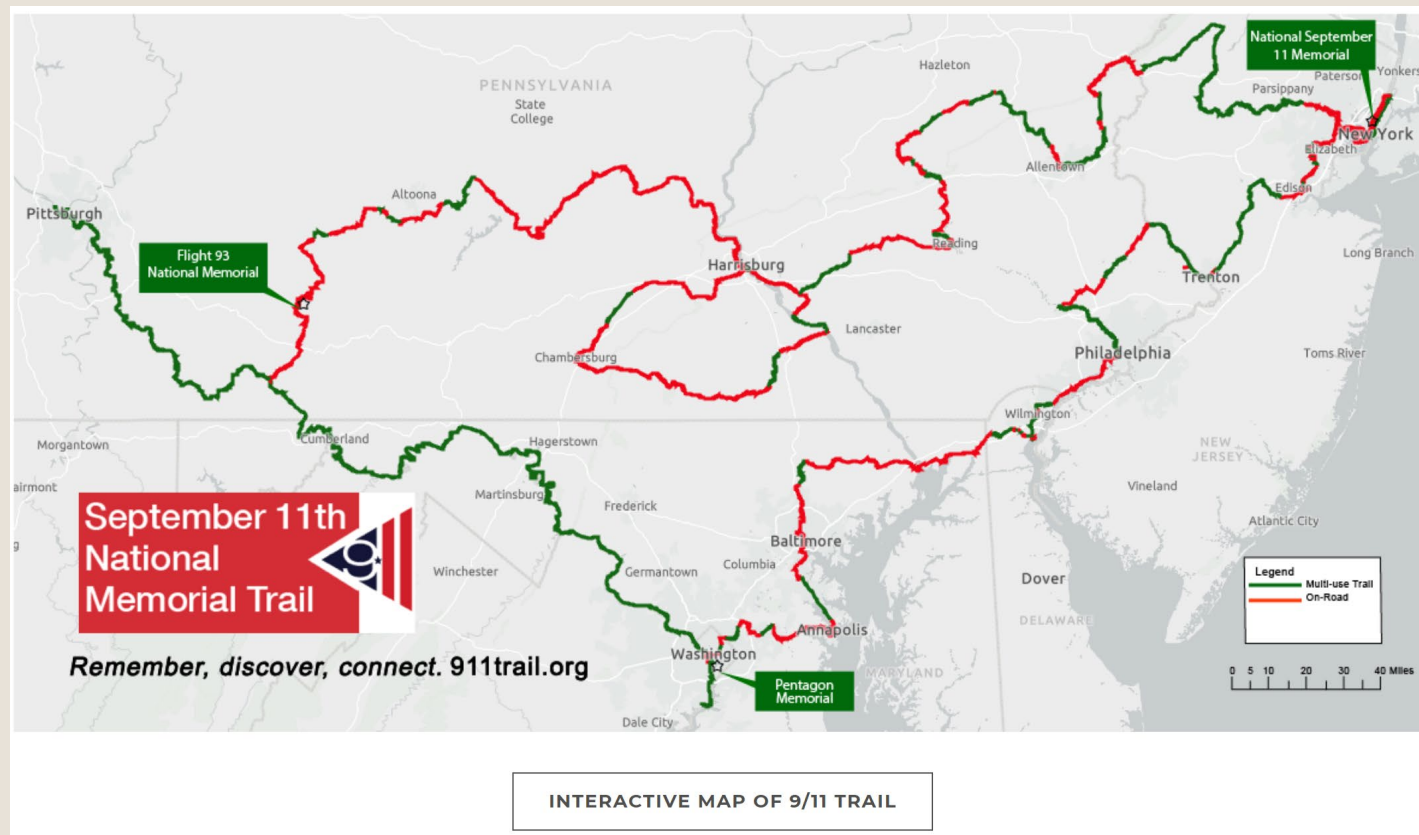 National September
11 Memorial
Hazleton
Paterson
Yonkers
PENNSYLVANIA
Parsippany
State
College
New York
Elizabeth
Allentown
Altoona
Edison
Pittsburgh
Flight 93
National Memorial
Reading
Long Branch
Harrisburg
Trenton
Lancaster
Chambersburg
Philadelphia
Toms River
Wilmington
Cumberland
Hagerstown
Morgantown
NEW
JERSEY
airmont
Martinsburg
Vineland
Frederick
Atlantic City
September 11th
National
Memorial Trail
9
g
Baltimore
Columbia
Winchester
Germantown
Dover
Legend
Multi-use Trail
On-Road
DELAWARE
Annapolis
Washington
Remember, discover, connect. 911trail.org
MARYLAND
0 5 10 20 30 40 Miles
Pentagon
Memorial
Dale City
INTERACTIVE MAP OF 9/11 TRAIL